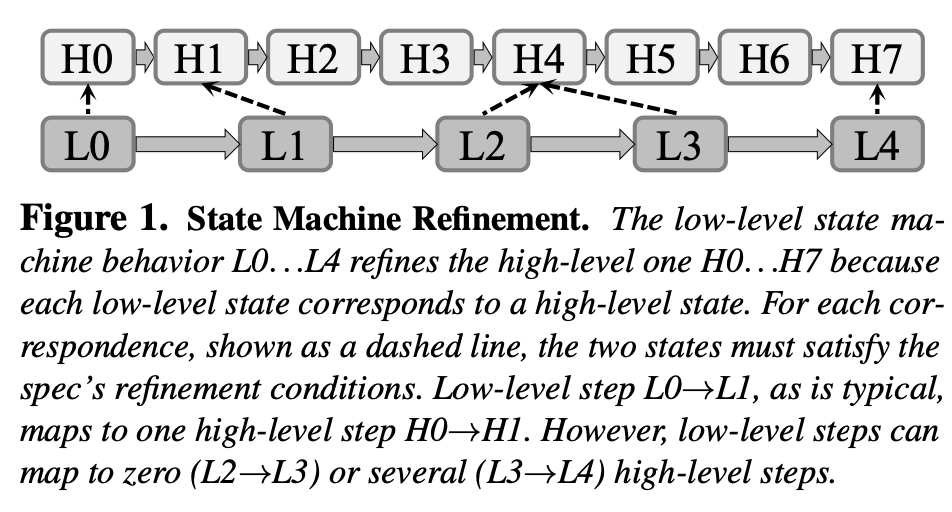 H0 H1 H2 H3 H4 H5 H6 H7
L0 L1 L2 L3 L4
Figure 1. State Machine Refinement. The low-level state ma-
chine behavior L0…L4 refines the high-level one H0…H7 because
each low-level state corresponds to a high-level state. For each cor-
respondence, shown as a dashed line, the two states must satisfy the
spec’s refinement conditions. Low-level step L0→L1, as is typical,
maps to one high-level step H0→H1. However, low-level steps can
map to zero (L2→L3) or several (L3→L4) high-level steps.